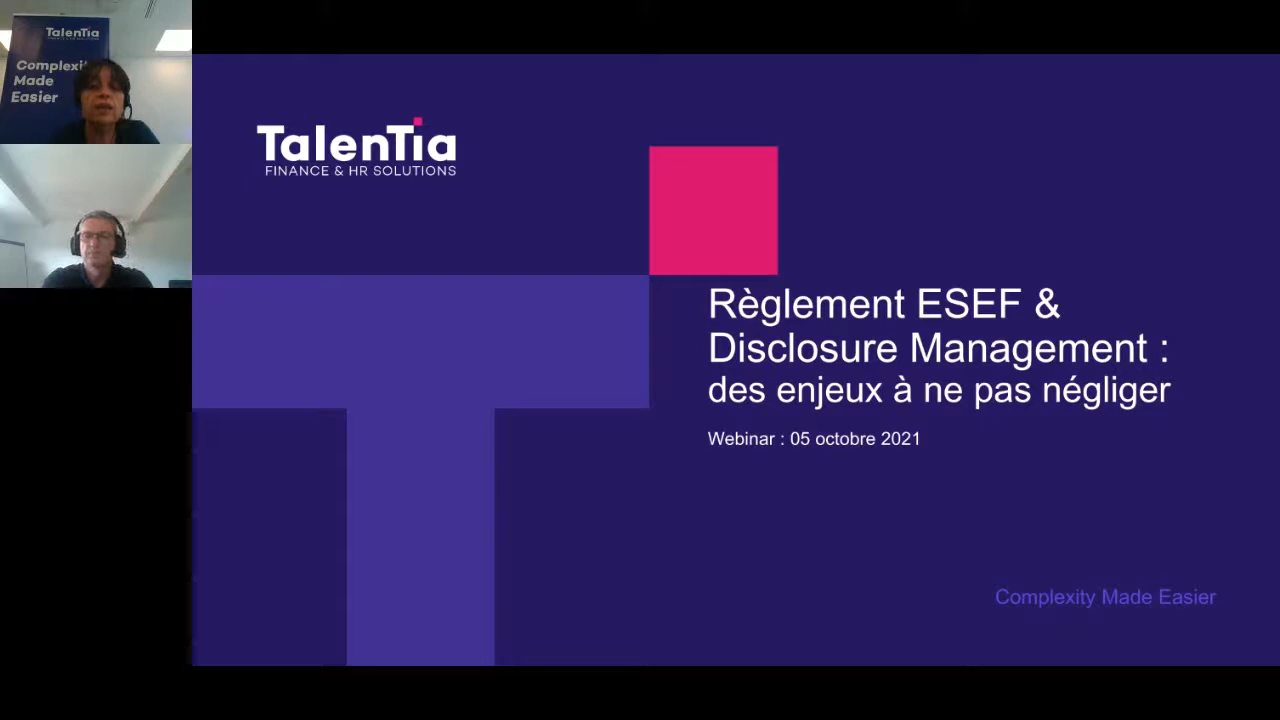 TalenTia
Complexit
Made
Easier
TalenTia
FINANCE & HR SOLUTIONS
Règlement ESEF &
Disclosure Management :
des enjeux à ne pas négliger
Webinar : 05 octobre 2021
Complexity Made Easier